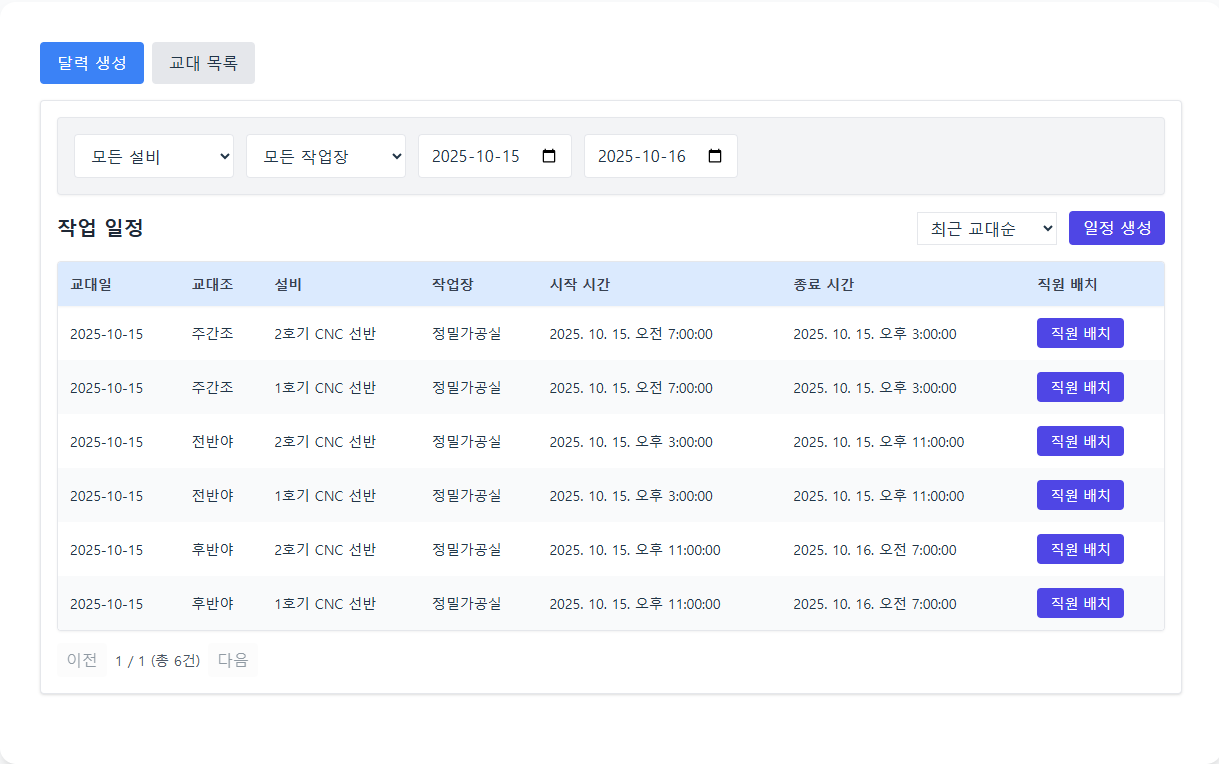 달력 생성 교대 목록
모든 설비 모든 작업장 2025-10-15 2025-10-16
작업 일정 최근 교대순 일정 생성
교대일 교대조 설비 작업장 시작 시간 종료 시간 직원 배치
2025-10-15 주간조 2호기 CNC 선반 정밀가공실 2025. 10. 15. 오전 7:00:00 2025. 10. 15. 오후 3:00:00 직원 배치
2025-10-15 주간조 1호기 CNC 선반 정밀가공실 2025. 10. 15. 오전 7:00:00 2025. 10. 15. 오후 3:00:00 직원 배치
2025-10-15 전반야 2호기 CNC 선반 정밀가공실 2025. 10. 15. 오후 3:00:00 2025. 10. 15. 오후 11:00:00 직원 배치
2025-10-15 전반야 1호기 CNC 선반 정밀가공실 2025. 10. 15. 오후 3:00:00 2025. 10. 15. 오후 11:00:00 직원 배치
2025-10-15 후반야 2호기 CNC 선반 정밀가공실 2025. 10. 15. 오후 11:00:00 2025. 10. 16. 오전 7:00:00 직원 배치
2025-10-15 후반야 1호기 CNC 선반 정밀가공실 2025. 10. 15. 오후 11:00:00 2025. 10. 16. 오전 7:00:00 직원 배치
이전 1 / 1 (총 6건) 다음